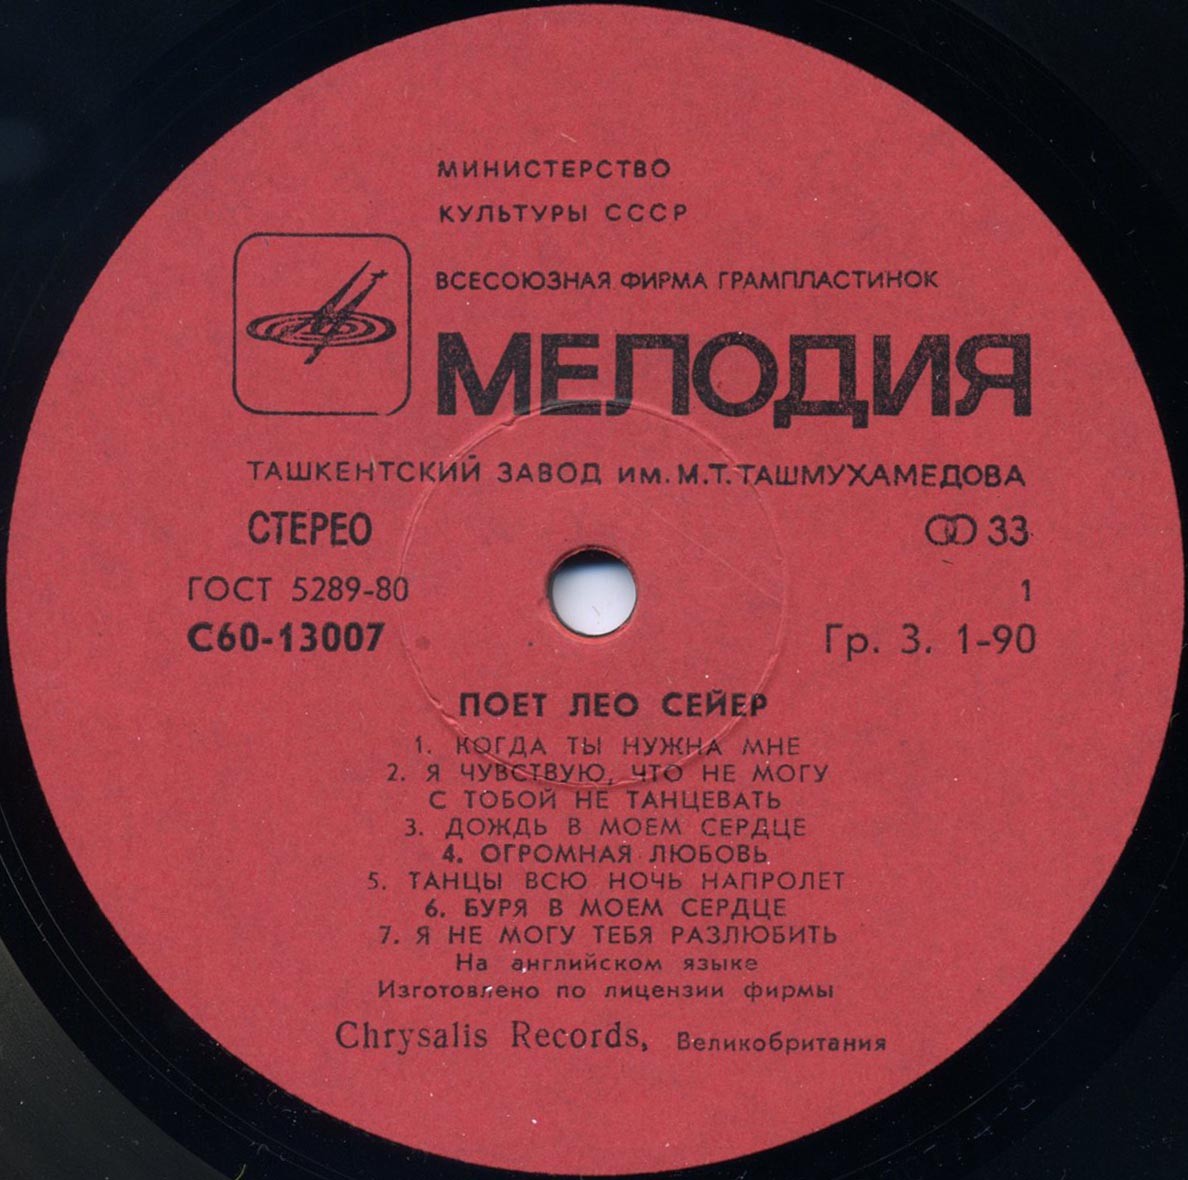 МИНИСТЕРСТВО
КУЛЬТУРЫ СССР
ВСЕСОЮЗНАЯ ФИРМА ГРАМПЛАСТИНОК
МЕЛОДИЯ
ТАШКЕНТСКИЙ ЗАВОД им. М.Т. ТАШМУХАМЕДОВА
СТЕРЕО 33
ГОСТ 5289-80 1
С60-13007 Гр. 3. 1-90
ПОЕТ ЛЕО СЕЙЕР
1. КОГДА ТЫ НУЖНА МНЕ
2. Я ЧУВСТВУЮ, ЧТО НЕ МОГУ
С ТОБОЙ НЕ ТАНЦЕВАТЬ
3. ДОЖДЬ В МОЕМ СЕРДЦЕ
4. ОГРОМНАЯ ЛЮБОВЬ
5. ТАНЦЫ ВСЮ НОЧЬ НАПРОЛЕТ
6. БУРЯ В МОЕМ СЕРДЦЕ
7. Я НЕ МОГУ ТЕБЯ РАЗЛЮБИТЬ
На английском языке
Изготовлено по лицензии фирмы
Chrysalis Records, Великобритания